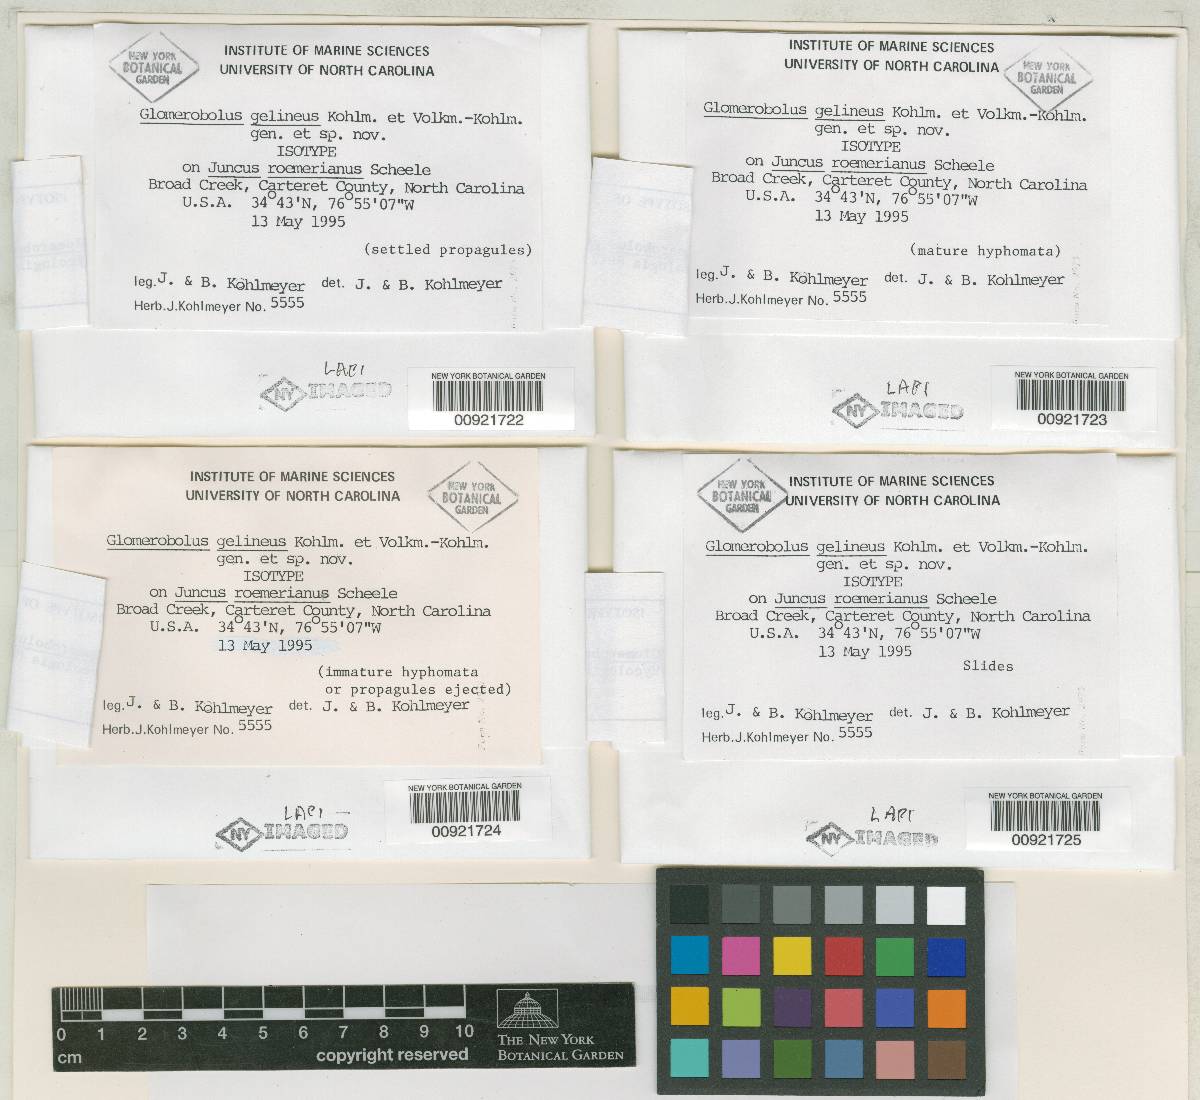 NEW YORK
BOTANICAL
GARDEN
INSTITUTE OF MARINE SCIENCES
UNIVERSITY OF NORTH CAROLINA
Glomerobolus gelineus Kohlm. et Volkm.-Kohlm.
gen. et sp. nov.
ISOTYPE
on Juncus roemerianus Scheele
Broad Creek, Carteret County, North Carolina
U.S.A. 34°43'N, 76°55'07"W
13 May 1995
(settled propagules)
leg. J. & B. Kohlmeyer det. J. & B. Kohlmeyer
Herb.J.Kohlmeyer No. 5555
LABI
NY IMAGED
NEW YORK BOTANICAL GARDEN
00921722
INSTITUTE OF MARINE SCIENCES
UNIVERSITY OF NORTH CAROLINA
NEW YORK
BOTANICAL
GARDEN
Glomerobolus gelineus Kohlm. et Volkm.-Kohlm.
gen. et sp. nov.
ISOTYPE
on Juncus roemerianus Scheele
Broad Creek, Carteret County, North Carolina
U.S.A. 34°43'N, 76°55'07"W
13 May 1995
(mature hyphomata)
leg. J. & B. Kohlmeyer det. J. & B. Kohlmeyer
Herb.J.Kohlmeyer No. 5555
LABI
NY IMAGED
NEW YORK BOTANICAL GARDEN
00921723
INSTITUTE OF MARINE SCIENCES
UNIVERSITY OF NORTH CAROLINA
NEW YORK
BOTANICAL
GARDEN
Glomerobolus gelineus Kohlm. et Volkm.-Kohlm.
gen. et sp. nov.
ISOTYPE
on Juncus roemerianus Scheele
Broad Creek, Carteret County, North Carolina
U.S.A. 34°43'N, 76°55'07"W
13 May 1995
(immature hyphomata
or propagules ejected)
leg. J. & B. Kohlmeyer det. J. & B. Kohlmeyer
Herb.J.Kohlmeyer No. 5555
LABI
NY IMAGED
NEW YORK BOTANICAL GARDEN
00921724
NEW YORK
BOTANICAL
GARDEN
INSTITUTE OF MARINE SCIENCES
UNIVERSITY OF NORTH CAROLINA
Glomerobolus gelineus Kohlm. et Volkm.-Kohlm.
gen. et sp. nov.
ISOTYPE
on Juncus roemerianus Scheele
Broad Creek, Carteret County, North Carolina
U.S.A. 34°43'N, 76°55'07"W
13 May 1995
Slides
leg. J. & B. Kohlmeyer det. J. & B. Kohlmeyer
Herb.J.Kohlmeyer No. 5555
LABI
NY IMAGED
NEW YORK BOTANICAL GARDEN
00921725
0 1 2 3 4 5 6 7 8 9 10
cm
copyright reserved
THE NEW YORK
BOTANICAL GARDEN